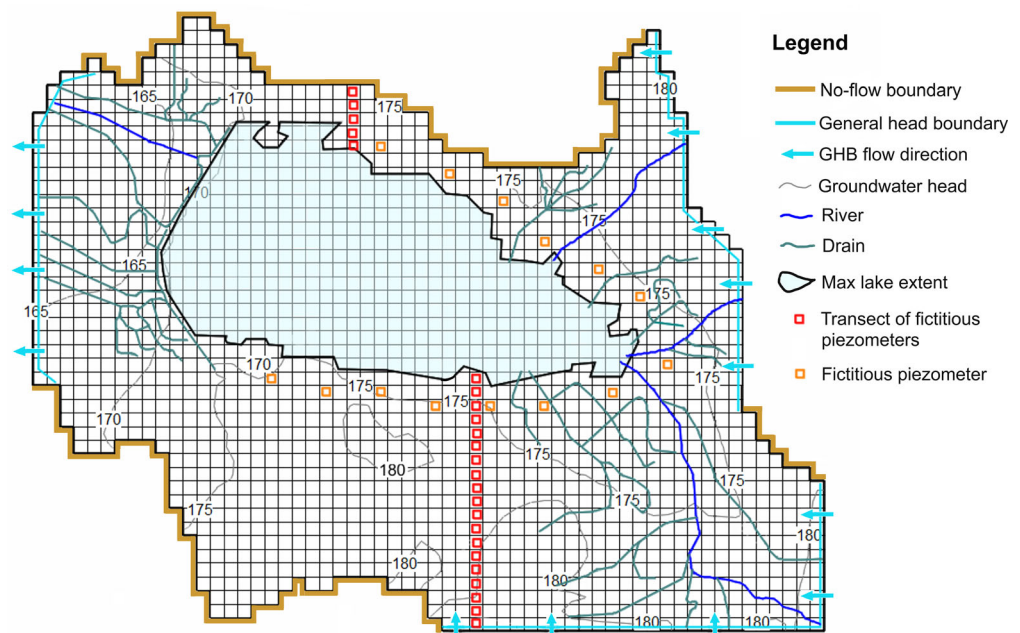 180
Legend
165
170
175
No-flow boundary
General head boundary
GHB flow direction
175
Groundwater head
170
175
River
Drain
165
Max lake extent
175
165
Transect of fictitious
piezometers
170
175
Fictitious piezometer
175
175
170
175
180
175
175
175
180
180
180
180
180